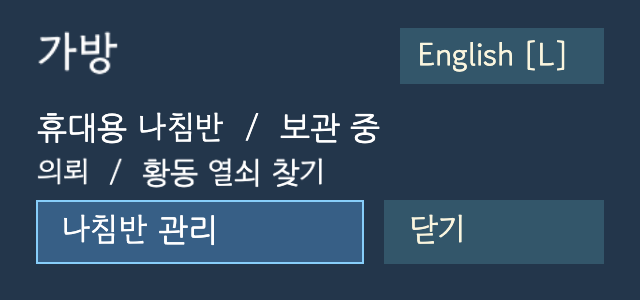 가방
English [L]
휴대용 나침반 / 보관 중
의뢰 / 황동 열쇠 찾기
나침반 관리
닫기